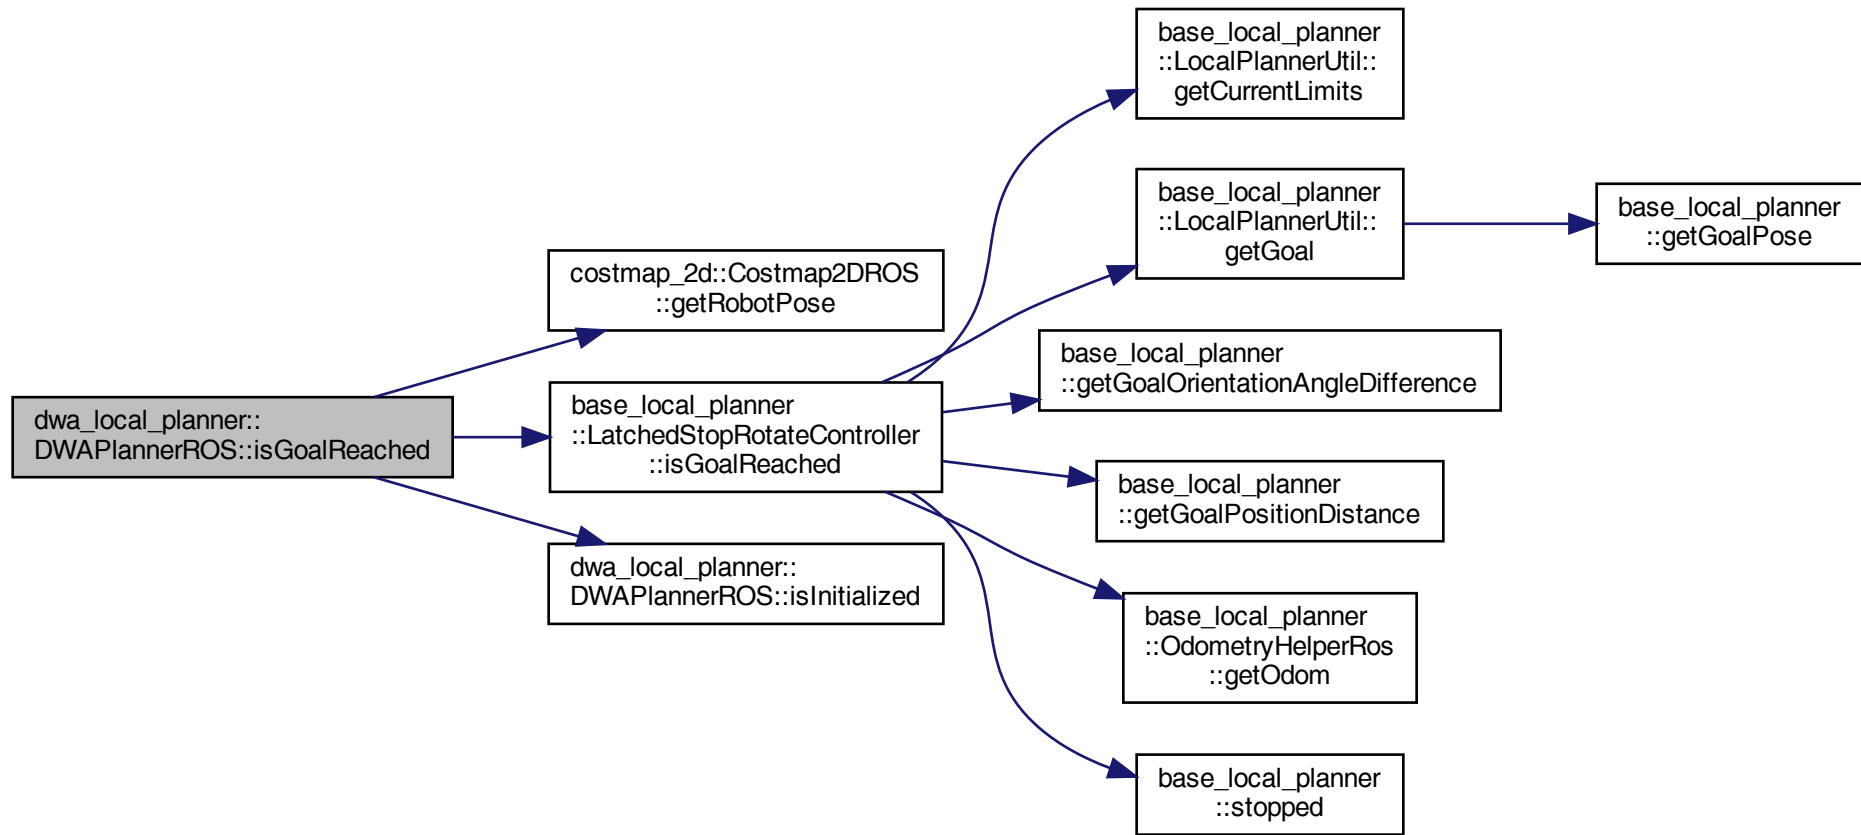 dwa_local_planner::
DWAPlannerROS::isGoalReached
costmap_2d::Costmap2DROS
::getRobotPose
base_local_planner
::LatchedStopRotateController
::isGoalReached
dwa_local_planner::
DWAPlannerROS::isInitialized
base_local_planner
::LocalPlannerUtil::
getCurrentLimits
base_local_planner
::LocalPlannerUtil::
getGoal
base_local_planner
::getGoalPose
base_local_planner
::getGoalOrientationAngleDifference
base_local_planner
::getGoalPositionDistance
base_local_planner
::OdometryHelperRos
::getOdom
base_local_planner
::stopped